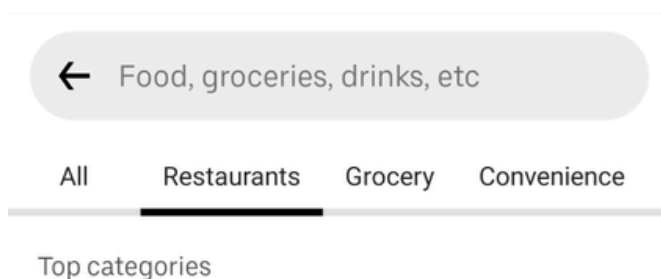 Food, groceries, drinks, etc
All Restaurants Grocery Convenience
Top categories